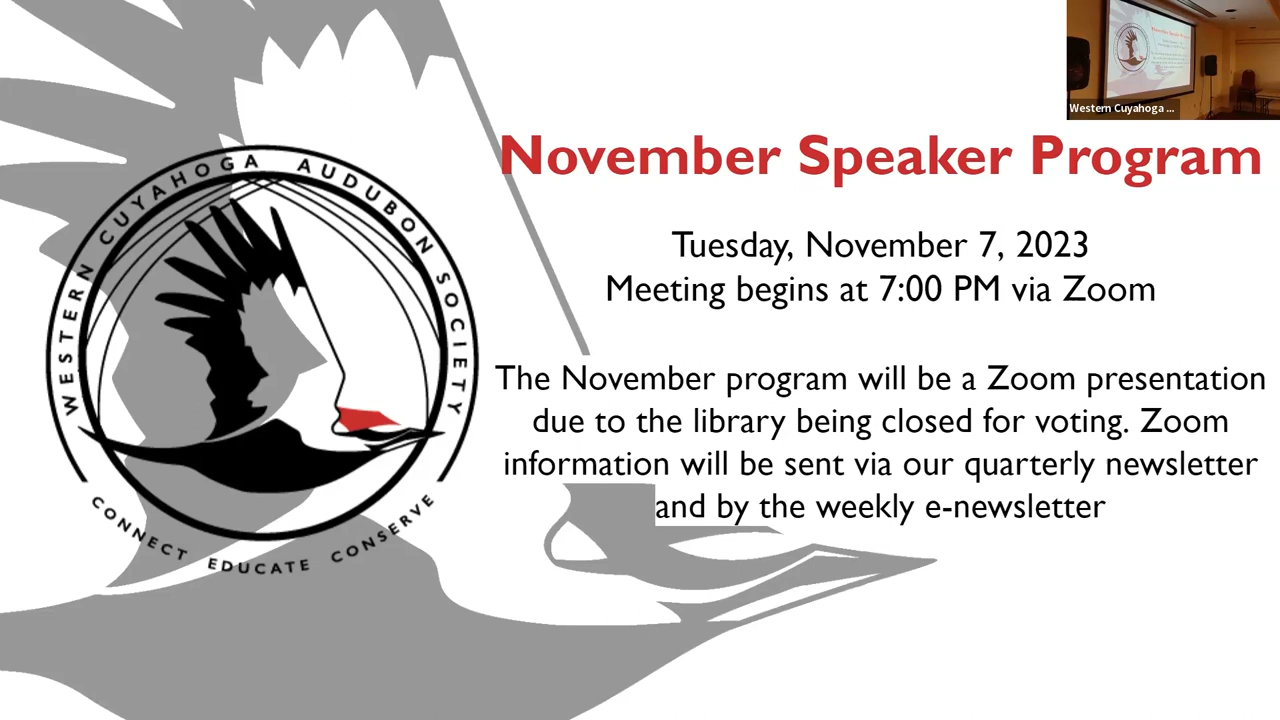 Western Cuyahoga ...
November Speaker Program
Tuesday, November 7, 2023
Meeting begins at 7:00 PM via Zoom
The November program will be a Zoom presentation
due to the library being closed for voting. Zoom
information will be sent via our quarterly newsletter
and by the weekly e-newsletter
WESTERN CUYAHOGA AUDUBON SOCIETY
CONNECT EDUCATE CONSERVE